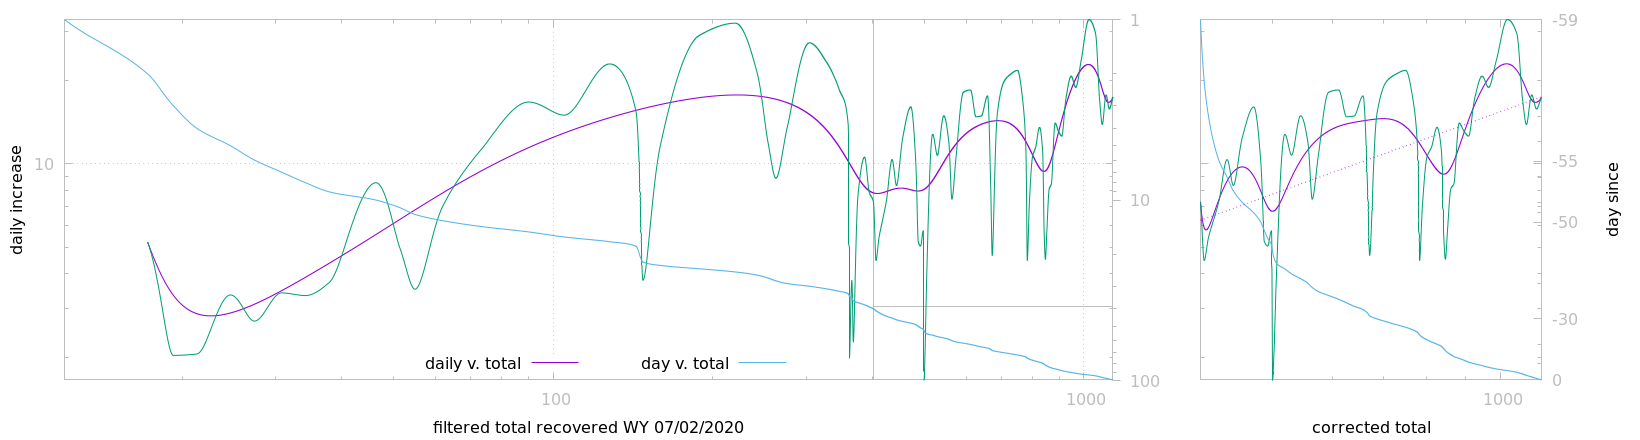 daily increase
10
daily v. total
day v. total
100
1000
1
10
100
filtered total recovered WY 07/02/2020
-59
-55
-50
-30
0
1000
day since
corrected total